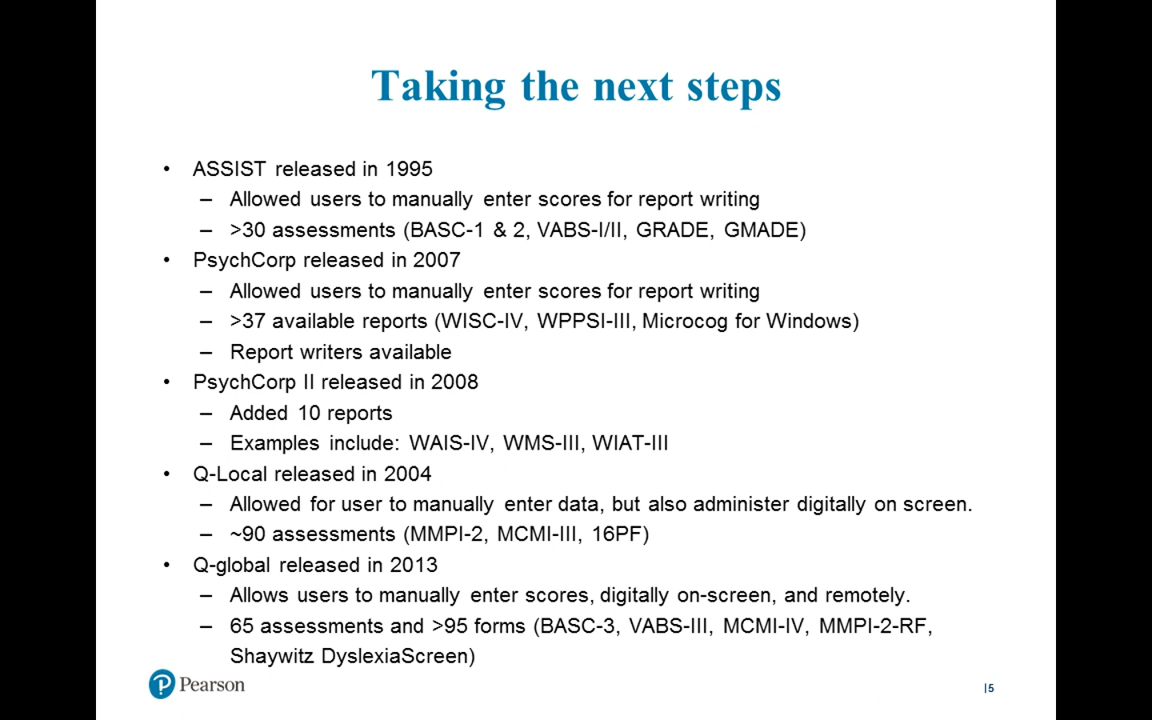 Taking the next steps
• ASSIST released in 1995
– Allowed users to manually enter scores for report writing
– >30 assessments (BASC-1 & 2, VABS-I/II, GRADE, GMADE)
• PsychCorp released in 2007
– Allowed users to manually enter scores for report writing
– >37 available reports (WISC-IV, WPPSI-III, Microcog for Windows)
– Report writers available
• PsychCorp II released in 2008
– Added 10 reports
– Examples include: WAIS-IV, WMS-III, WIAT-III
• Q-Local released in 2004
– Allowed for user to manually enter data, but also administer digitally on screen.
– ~90 assessments (MMPI-2, MCMI-III, 16PF)
• Q-global released in 2013
– Allows users to manually enter scores, digitally on-screen, and remotely.
– 65 assessments and >95 forms (BASC-3, VABS-III, MCMI-IV, MMPI-2-RF,
Shaywitz DyslexiaScreen)
P Pearson
|5